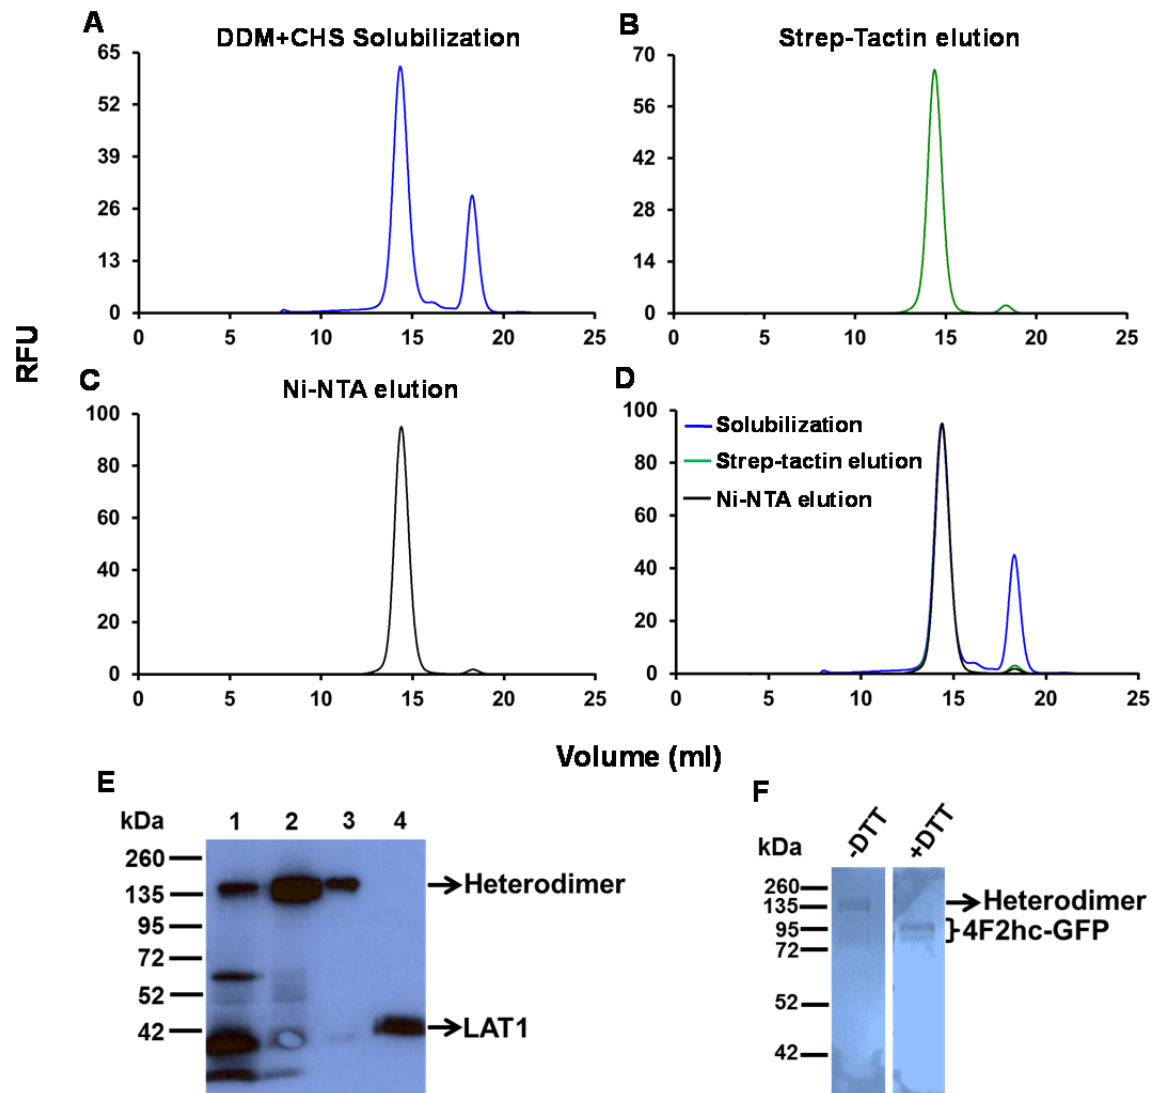 A
DDM+CHS Solubilization
65
52
39
26
13
0
0 5 10 15 20 25
B
Strep-Tactin elution
70
56
42
28
14
0
0 5 10 15 20 25
RFU
C
Ni-NTA elution
100
80
60
40
20
0
0 5 10 15 20 25
D
100
80
60
40
20
0
0 5 10 15 20 25
Solubilization
Strep-tactin elution
Ni-NTA elution
Volume (ml)
E
kDa 1 2 3 4
260
135
95
72
52
42
Heterodimer
LAT1
F
kDa -DTT +DTT
260
135
95
72
52
42
Heterodimer
4F2hc-GFP